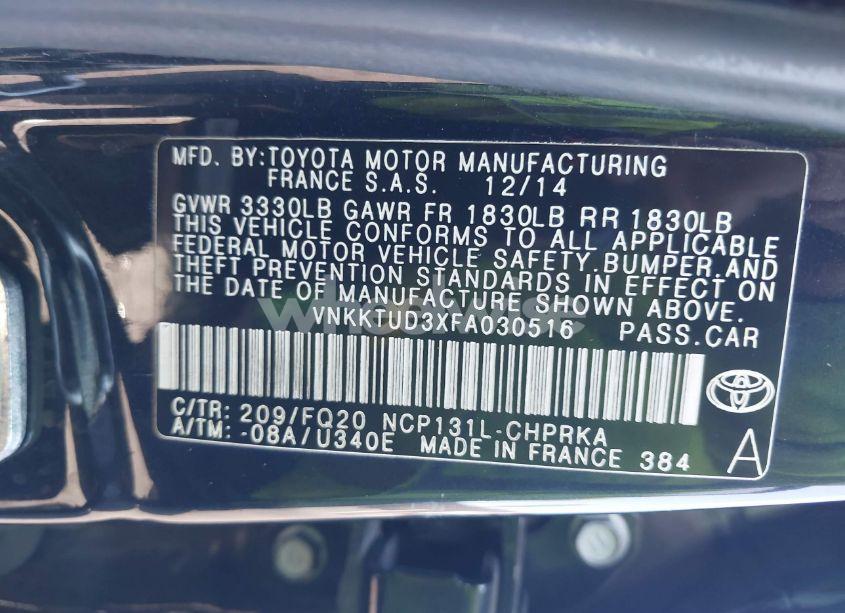 MFD. BY:TOYOTA MOTOR MANUFACTURING
FRANCE S.A.S. 12/14
GVWR 3330LB GAWR FR 1830LB RR 1830LB
THIS VEHICLE CONFORMS TO ALL APPLICABLE
FEDERAL MOTOR VEHICLE SAFETY.BUMPER.AND
THEFT PREVENTION STANDARDS IN EFFECT ON
THE DATE OF MANUFACTURE SHOWN ABOVE.
VNKKTUD3XFA030516 PASS.CAR
C/TR: 209/FQ20 NCP131L-CHPRKA
A/TM: -08A/U340E MADE IN FRANCE 384
A